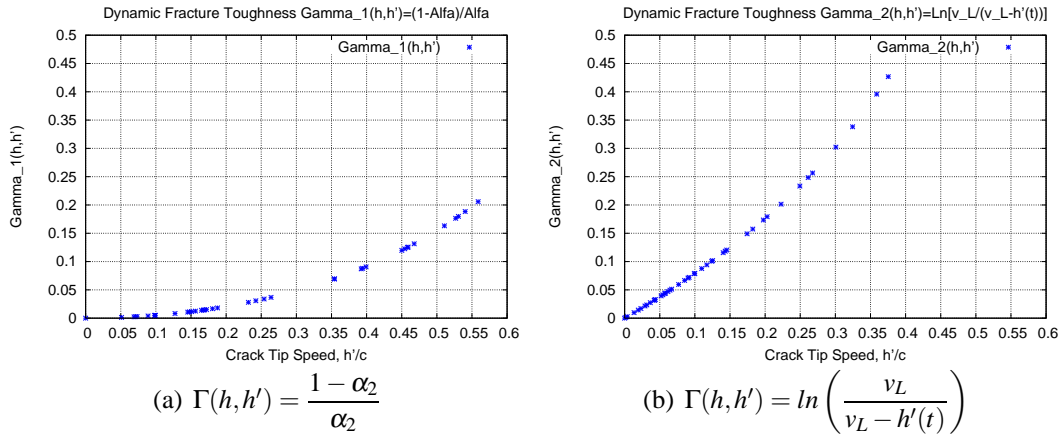 Dynamic Fracture Toughness Gamma_1(h,h')=(1-Alfa)/Alfa
Gamma_1(h,h')
0.5
0.45
0.4
0.35
0.3
0.25
0.2
0.15
0.1
0.05
0
Gamma_1(h,h')
0 0.05 0.1 0.15 0.2 0.25 0.3 0.35 0.4 0.45 0.5 0.55 0.6
Crack Tip Speed, h'/c
(a) Γ(h,h′) = (1 − α₂)/α₂
Dynamic Fracture Toughness Gamma_2(h,h')=Ln[v_L/(v_L-h'(t))]
Gamma_2(h,h')
0.5
0.45
0.4
0.35
0.3
0.25
0.2
0.15
0.1
0.05
0
Gamma_2(h,h')
0 0.05 0.1 0.15 0.2 0.25 0.3 0.35 0.4 0.45 0.5 0.55 0.6
Crack Tip Speed, h'/c
(b) Γ(h,h′) = ln (v_L/(v_L − h′(t)))